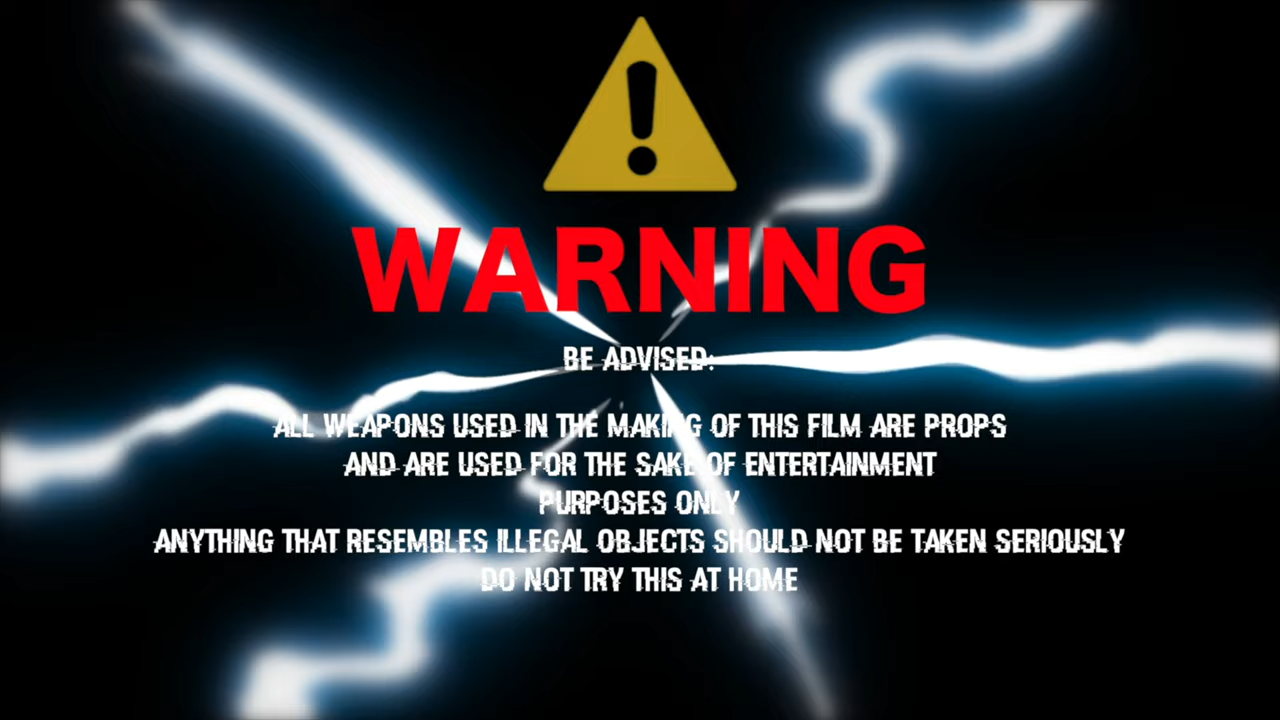 WARNING
BE ADVISED:
ALL WEAPONS USED IN THE MAKING OF THIS FILM ARE PROPS
AND ARE USED FOR THE SAKE OF ENTERTAINMENT
PURPOSES ONLY
ANYTHING THAT RESEMBLES ILLEGAL OBJECTS SHOULD NOT BE TAKEN SERIOUSLY
DO NOT TRY THIS AT HOME